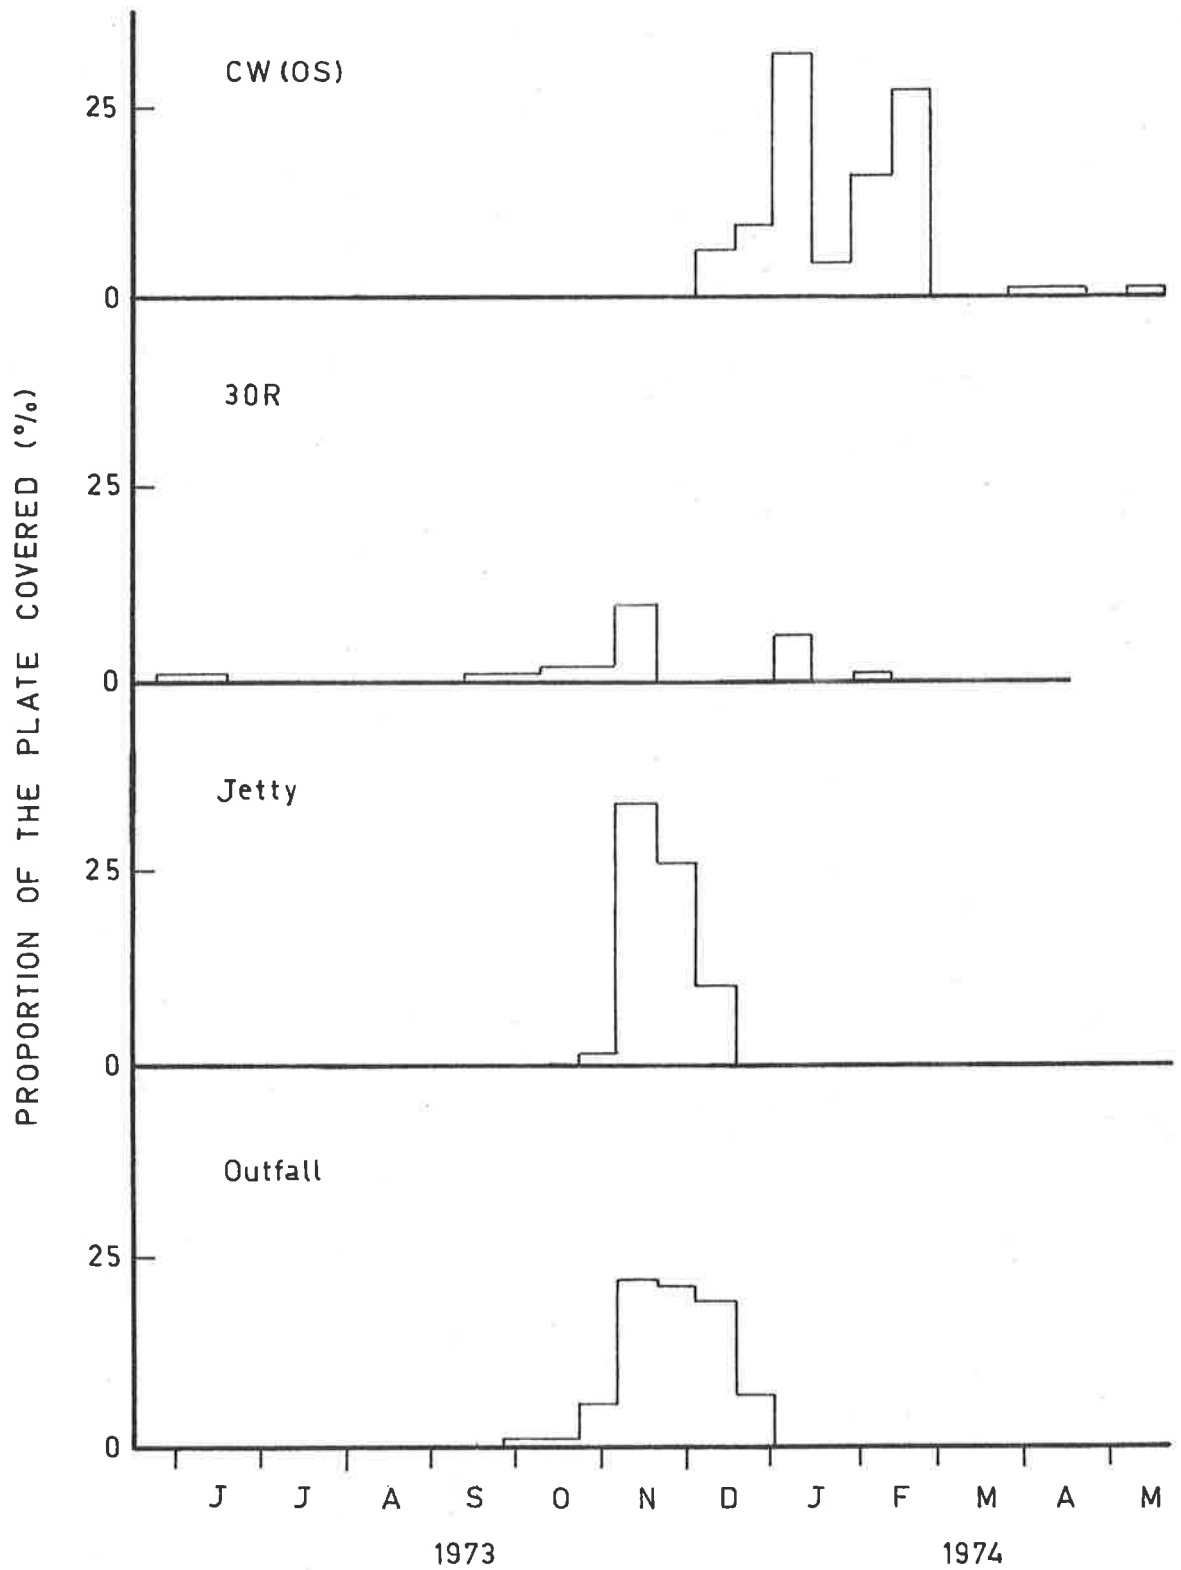 CW (OS)
25
0
30R
25
0
Jetty
25
0
Outfall
25
0
PROPORTION OF THE PLATE COVERED (%)
J J A S O N D J F M A M
1973 1974